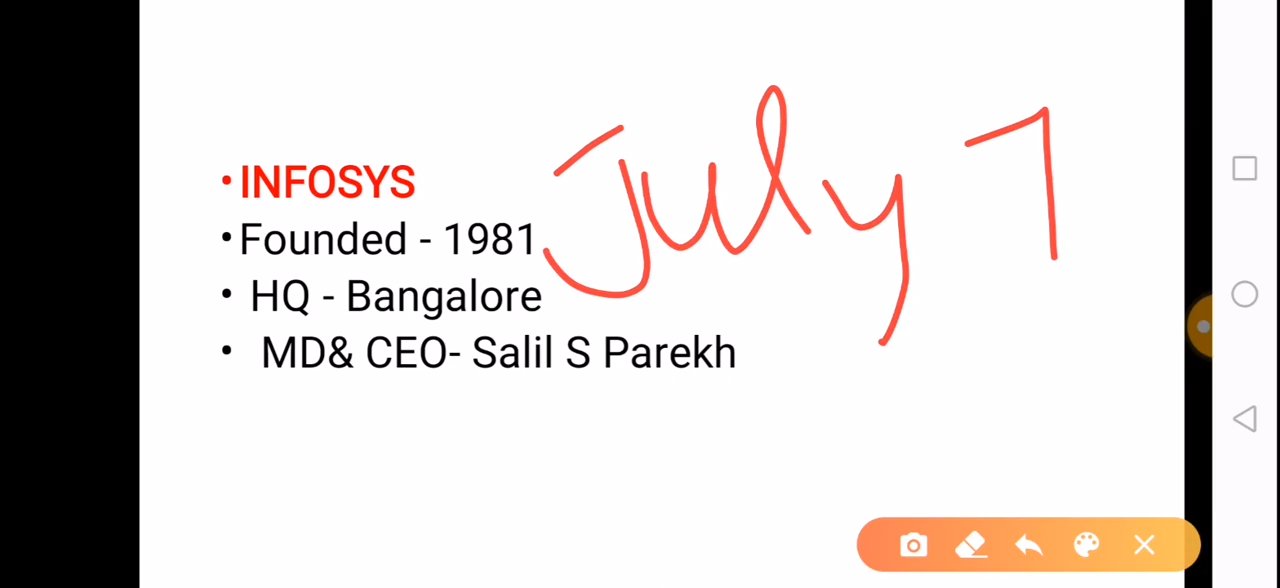 • INFOSYS
• Founded - 1981
• HQ - Bangalore
• MD& CEO- Salil S Parekh
July 7